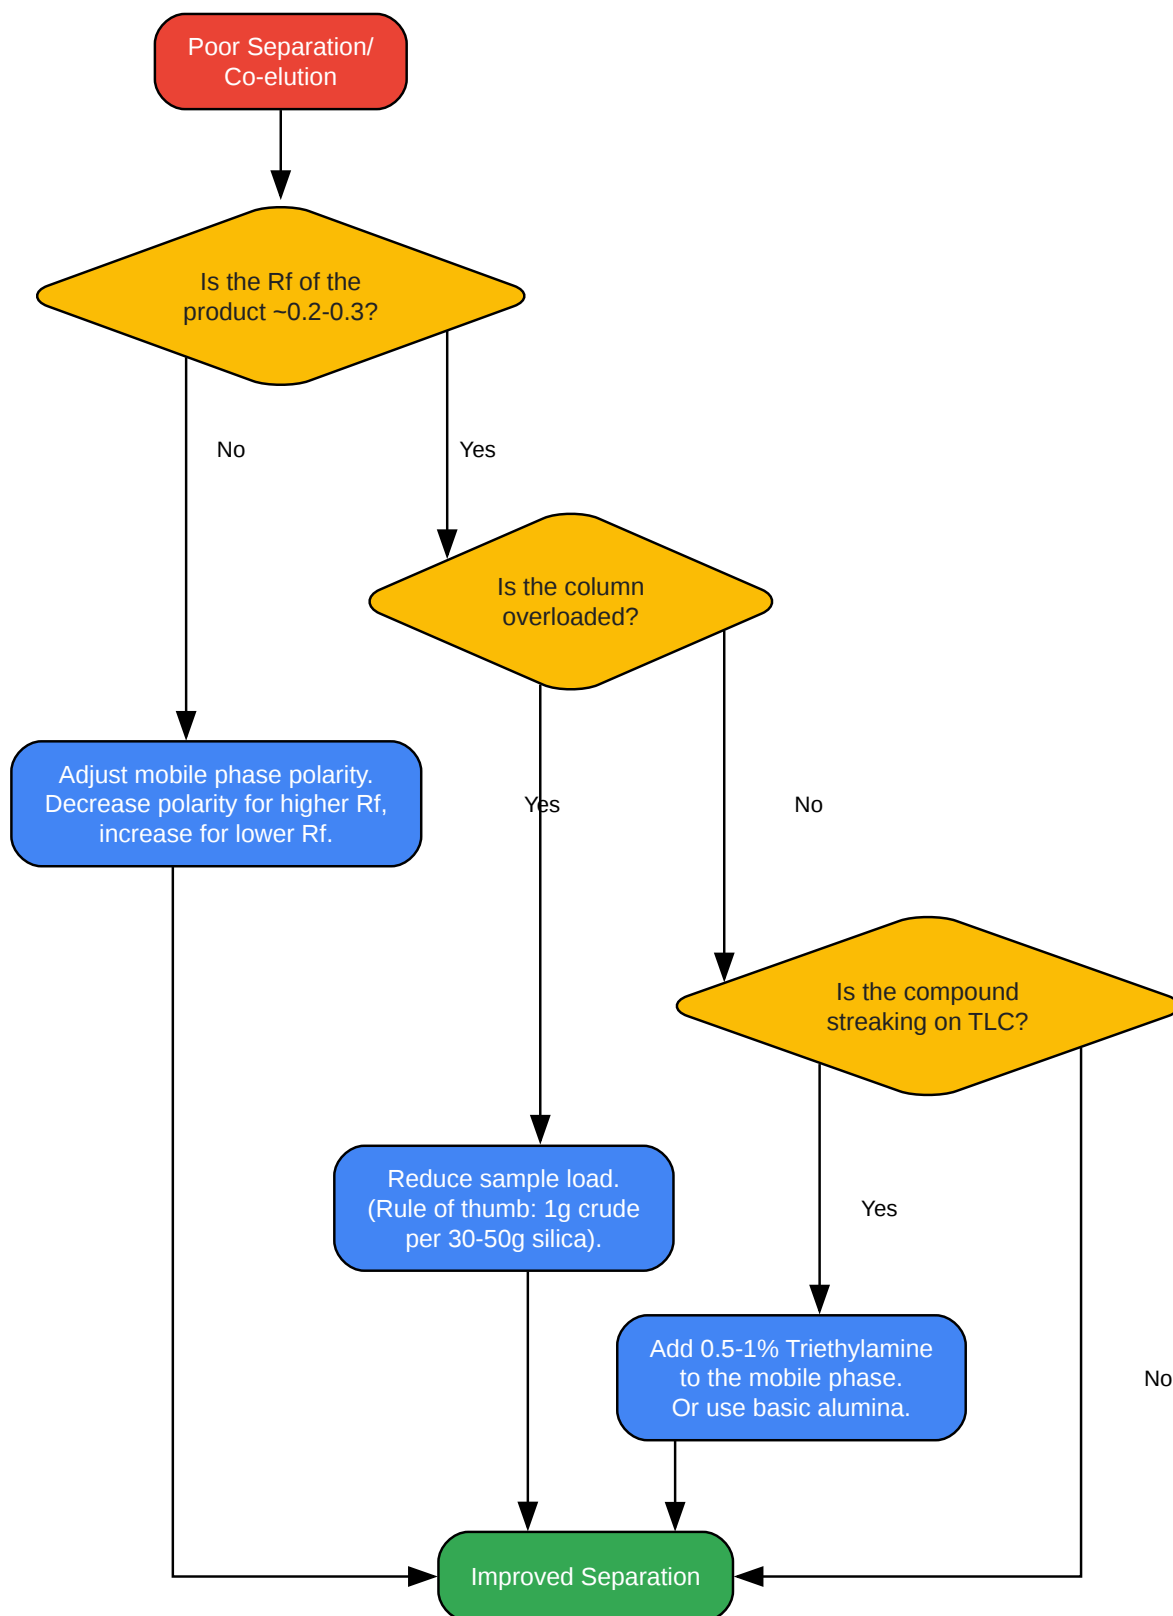 Poor Separation/
Co-elution
Is the Rf of the
product ~0.2-0.3?
No
Yes
Is the column
overloaded?
Adjust mobile phase polarity.
Decrease polarity for higher Rf,
increase for lower Rf.
Yes
No
Is the compound
streaking on TLC?
Reduce sample load.
(Rule of thumb: 1g crude
per 30-50g silica).
Yes
Add 0.5-1% Triethylamine
to the mobile phase.
Or use basic alumina.
No
Improved Separation